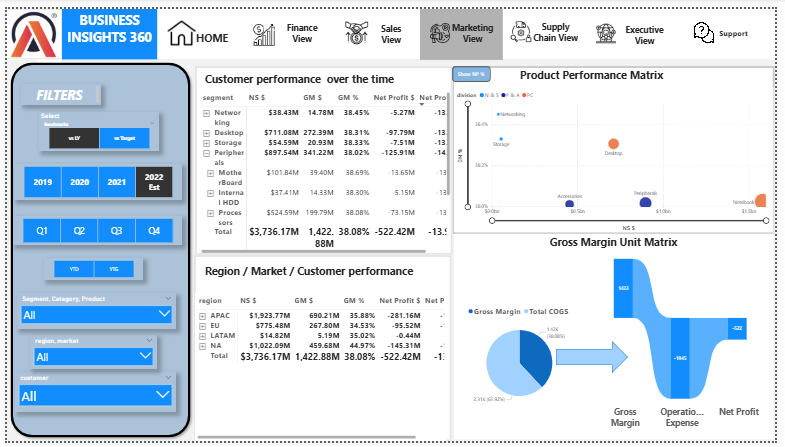 BUSINESS
INSIGHTS 360
HOME
Finance
View
Sales
View
Marketing
View
Supply
Chain View
Executive
View
Support
FILTERS
Select
vs LY
vs Target
2019
2020
2021
2022
Est
Q1
Q2
Q3
Q4
YTD
YTG
Segment, Category, Product
All
region, market
All
customer
All
Customer performance over the time
segment NS $ GM $ GM % Net Profit $ Net Pro
Networ $38.43M 14.78M 38.45% -5.27M -13.
king
Desktop $711.08M 272.39M 38.31% -97.79M -13.
Storage $54.59M 20.93M 38.33% -7.51M -13.
Peripher $897.54M 341.22M 38.02% -125.91M -14.
als
Mothe $101.84M 39.40M 38.69% -13.65M -13
rBoard
Interna $37.41M 14.33M 38.30% -5.15M -13
l HDD
Proces $524.59M 199.79M 38.08% -73.15M -13
sors
Total $3,736.17M 1,422. 38.08% -522.42M -13.9
88M
Region / Market / Customer performance
region NS $ GM $ GM % Net Profit $ Net P
APAC $1,923.77M 690.21M 35.88% -281.16M -
EU $775.48M 267.80M 34.53% -95.52M -
LATAM $14.82M 5.19M 35.02% -0.44M
NA $1,022.09M 459.68M 44.97% -145.31M -
Total $3,736.17M 1,422.88M 38.08% -522.42M -1
Show NP %
Product Performance Matrix
division N & S P & A PC
GM %
38.4%
38.2%
38.0%
Networking
Storage
Desktop
Accessories
Peripherals
Notebook
$0.0bn $0.5bn $1.0bn $1.5bn
NS $
Gross Margin Unit Matrix
Gross Margin Total COGS
1.42K
(38.08%)
2.31K (61.92%)
1423
-1945
-522
Gross
Margin
Operatio...
Expense
Net Profit